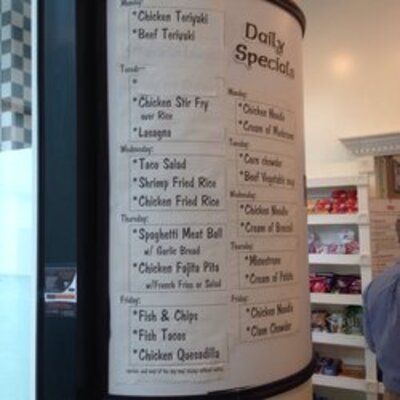 Monday:
*Chicken Teriyaki
*Beef Teriyaki
*
*Chicken Stir Fry
over Rice
*Lasagna
Wednesday:
*Taco Salad
*Shrimp Fried Rice
*Chicken Fried Rice
Thursday:
*Spaghetti Meat Ball
w/ Garlic Bread
*Chicken Fajita Pita
w/French Fries or Salad
Friday:
*Fish & Chips
*Fish Tacos
*Chicken Quesadilla
Daily
Specials
Monday:
*Chicken Noodle
*Cream of Mushroom
Tuesday:
*Corn chowder
*Beef Vegetable soup
Wednesday:
*Chicken Noodle
*Cream of Broccoli
Thursday:
*Minestrone
*Cream of Potato
Friday:
*Chicken Noodle
*Clam Chowder